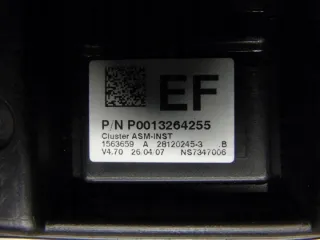 EF
P/N P0013264255
Cluster ASM-INST
1563659 A 28120245-3 .B
V4.70 26.04.07 NS7347006